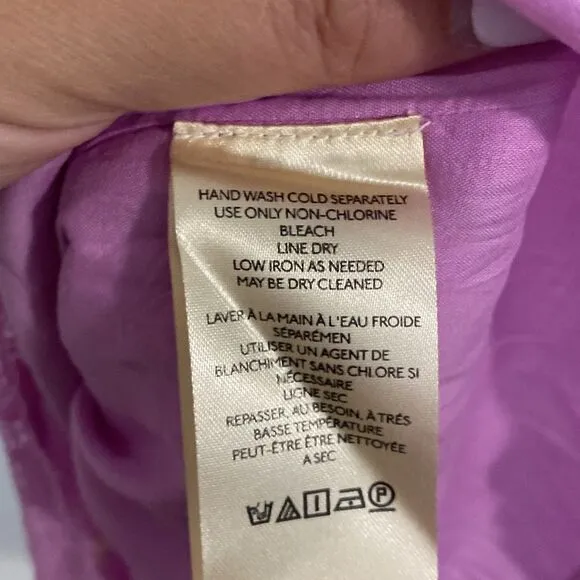 HAND WASH COLD SEPARATELY
USE ONLY NON-CHLORINE
BLEACH
LINE DRY
LOW IRON AS NEEDED
MAY BE DRY CLEANED
LAVER À LA MAIN À L'EAU FROIDE
SÉPARÉMEN
UTILISER UN AGENT DE
BLANCHIMENT SANS CHLORE SI
NÉCESSAIRE
LIGNE SEC
REPASSER, AU BESOIN, À TRÉS
BASSE TEMPÉRATURE
PEUT-ÊTRE ÊTRE NETTOYÉE
A SEC
P